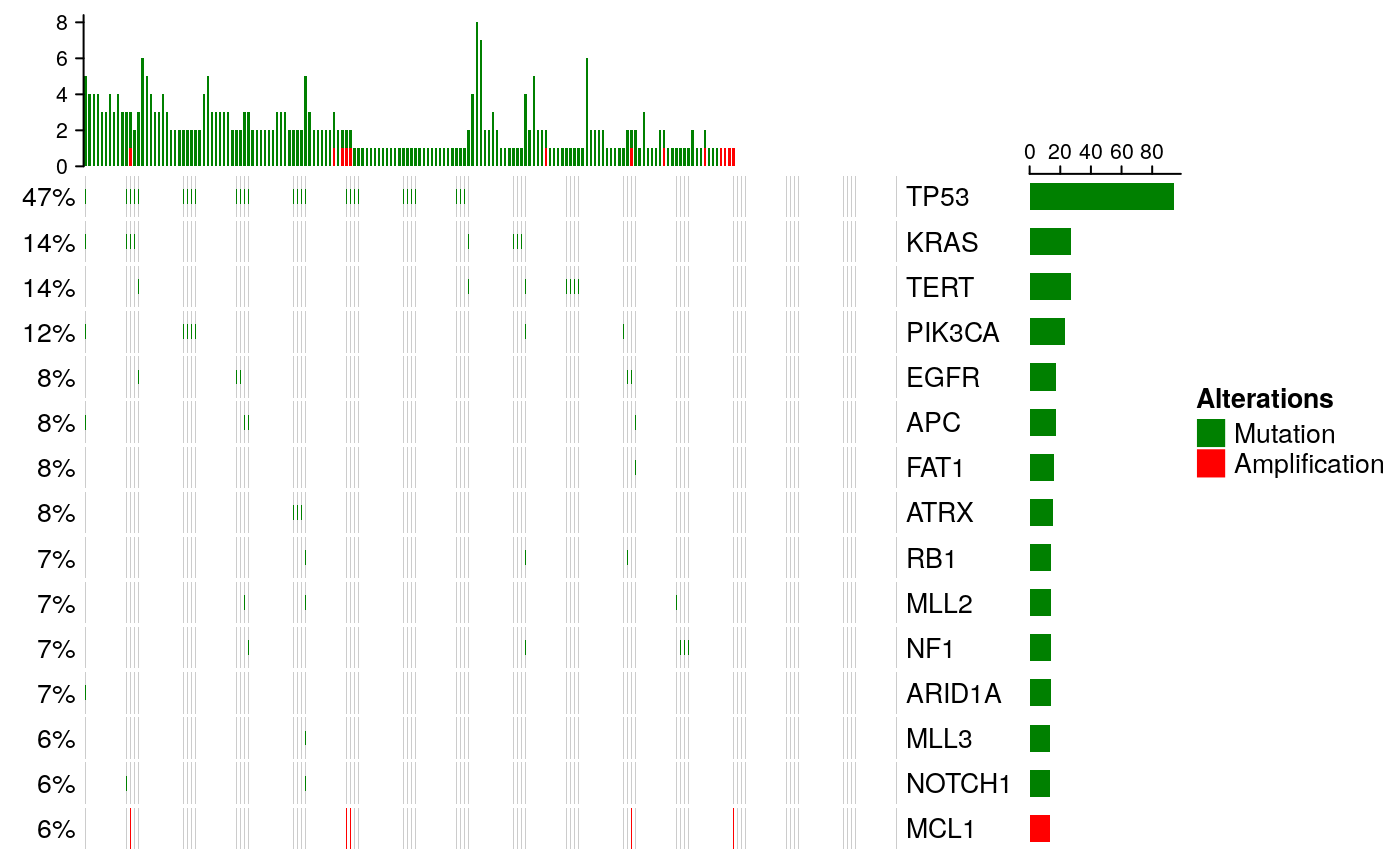 8
6
4
2
0
0 20 40 60 80
47% TP53
14% KRAS
14% TERT
12% PIK3CA
8% EGFR
8% APC
8% FAT1
8% ATRX
7% RB1
7% MLL2
7% NF1
7% ARID1A
6% MLL3
6% NOTCH1
6% MCL1
Alterations
Mutation
Amplification